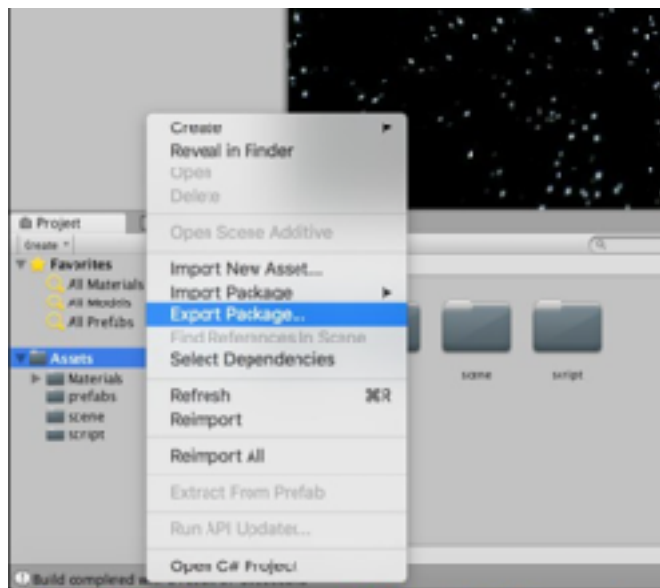 Create
Reveal in Finder
Open
Delete
Open Scene Additive
Import New Asset...
Import Package
Export Package...
Find References In Scene
Select Dependencies
Refresh ⌘R
Reimport
Reimport All
Extract From Prefab
Run API Updater...
Open C# Project
Project
Create
Favorites
All Materials
All Models
All Prefabs
Assets
Materials
prefabs
scene
script
scene
script
Build completed